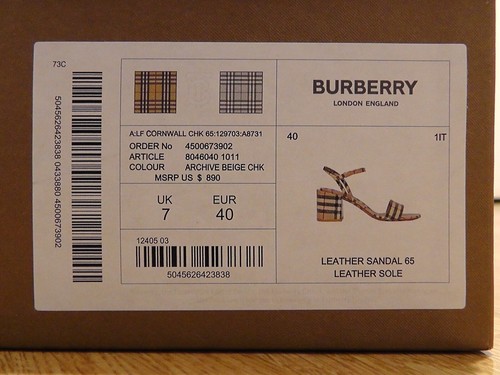 73C
5045626423838 0433880 4500673902
A:LF CORNWALL CHK 65:129703:A8731
ORDER No 4500673902
ARTICLE 8046040 1011
COLOUR ARCHIVE BEIGE CHK
MSRP US $ 890
UK EUR
7 40
12405 03
5045626423838
BURBERRY
LONDON ENGLAND
40 1IT
LEATHER SANDAL 65
LEATHER SOLE